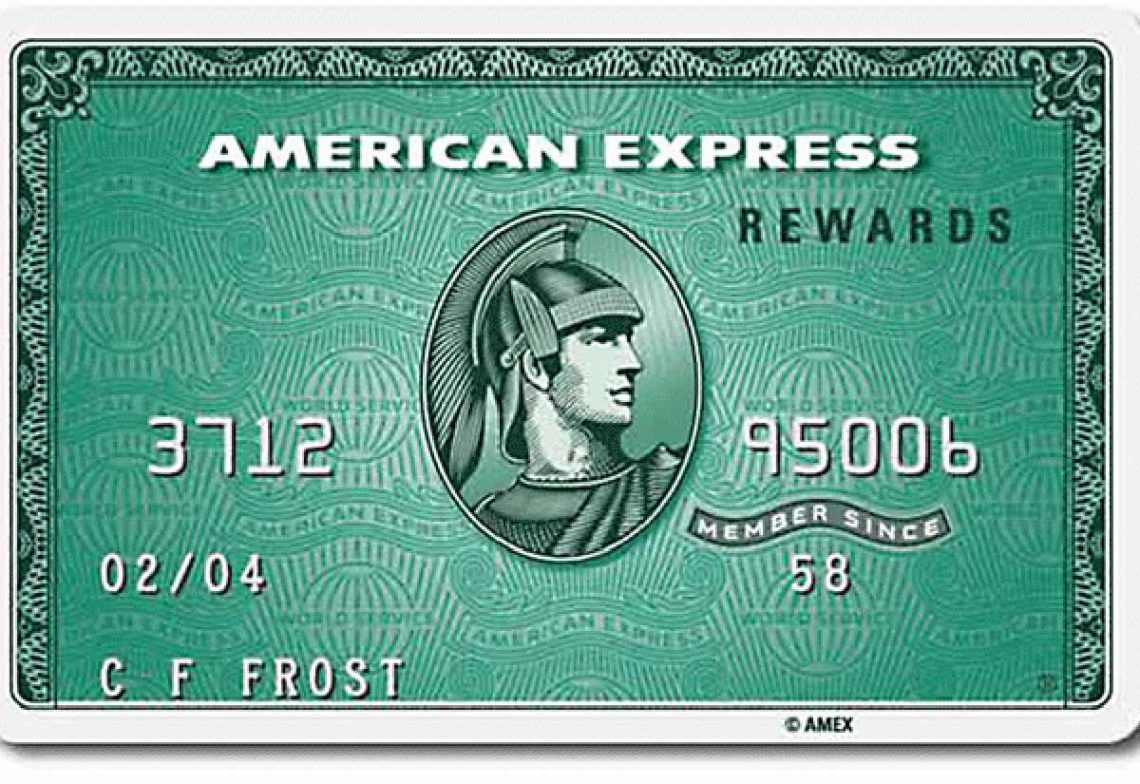 AMERICAN EXPRESS
REWARDS
3712 95006
MEMBER SINCE
02/04 58
C F FROST
© AMEX